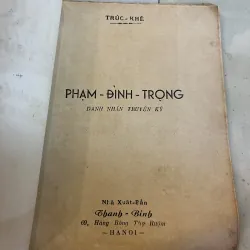 TRÚC-KHÊ
PHẠM-ĐÌNH-TRỌNG
DANH NHÂN TRUYỆN KÝ
Nhà Xuất-Bản
Thanh-Bình
69, Hàng Bông Thợ Nhuộm
— HANOI —